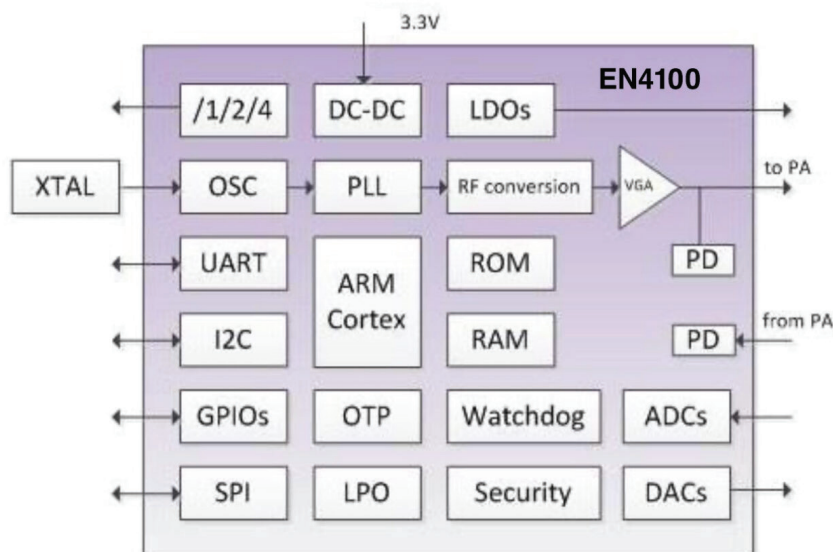 3.3V
EN4100
/1/2/4
DC-DC
LDOs
to PA
XTAL
OSC
PLL
RF conversion
VGA
UART
ARM
Cortex
ROM
PD
I2C
RAM
PD
from PA
GPIOs
OTP
Watchdog
ADCs
SPI
LPO
Security
DACs